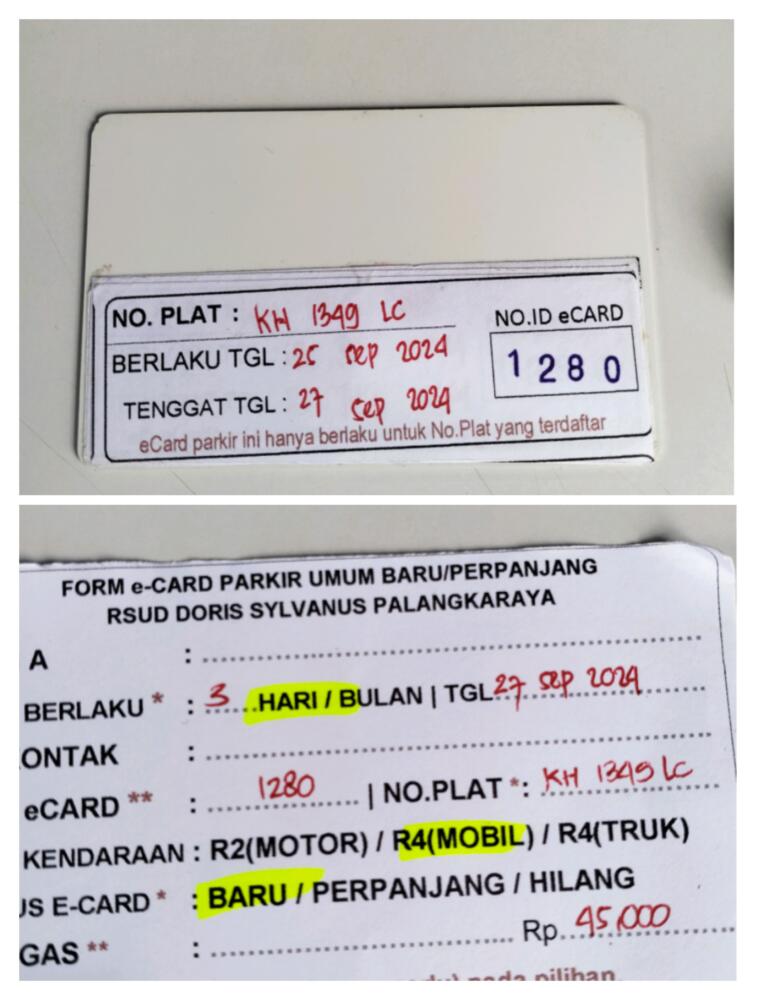 NO. PLAT : KH 1349 LC
NO.ID eCARD
BERLAKU TGL : 25 Sep 2024
1280
TENGGAT TGL : 27 Sep 2024
eCard parkir ini hanya berlaku untuk No.Plat yang terdaftar
FORM e-CARD PARKIR UMUM BARU/PERPANJANG
RSUD DORIS SYLVANUS PALANGKARAYA
A :
BERLAKU * : 3 HARI / BULAN | TGL 27 Sep 2024
ONTAK :
eCARD ** : 1280 | NO.PLAT *: KH 1349 LC
KENDARAAN : R2(MOTOR) / R4(MOBIL) / R4(TRUK)
US E-CARD * : BARU / PERPANJANG / HILANG
GAS ** : Rp. 45,000
pada pilihan.